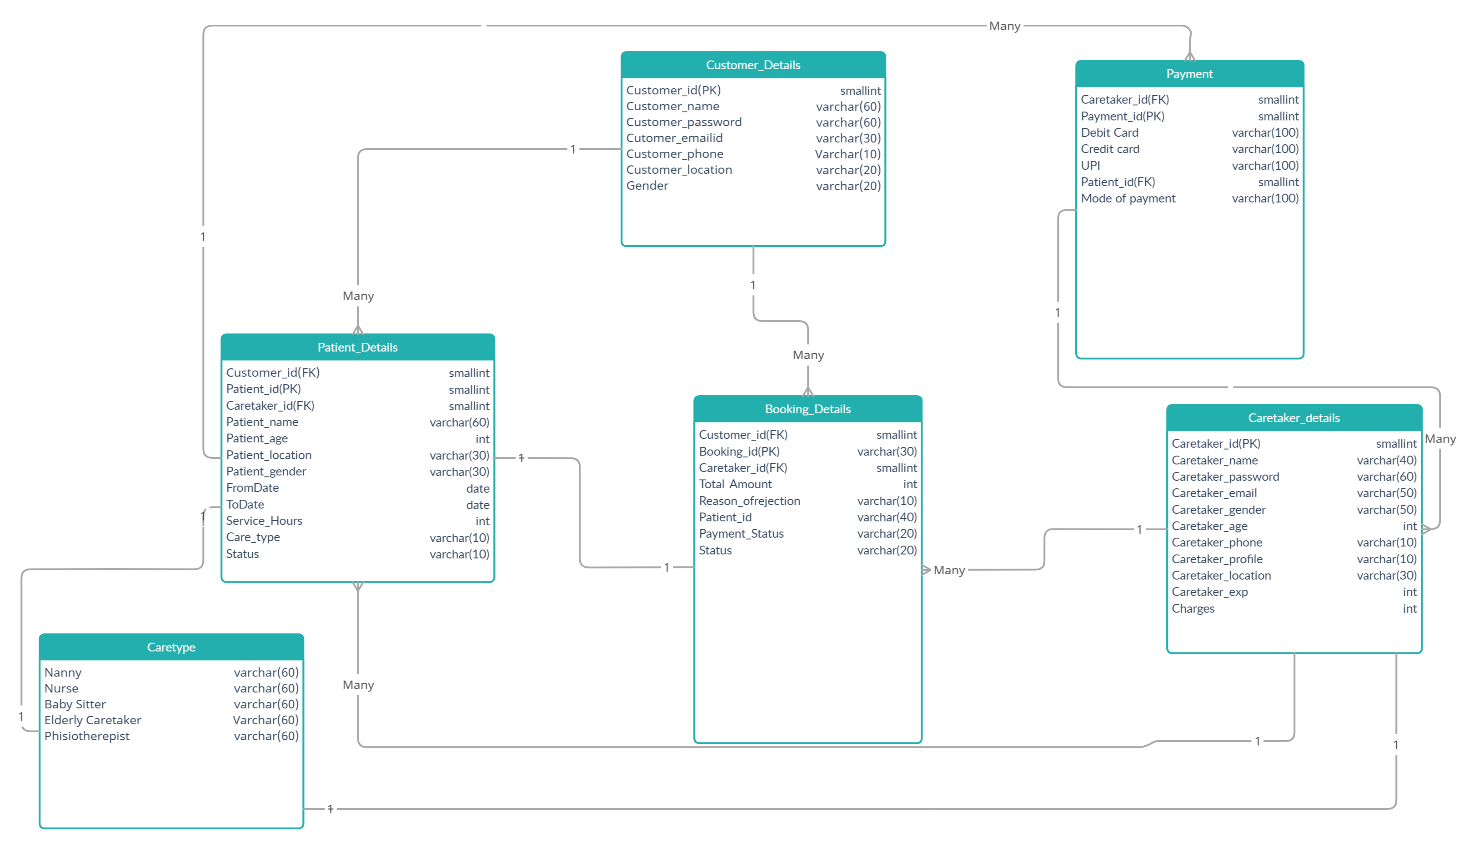 Many
Customer_Details
Customer_id(PK) smallint
Customer_name varchar(60)
Customer_password varchar(60)
Cutomer_emailid varchar(30)
Customer_phone Varchar(10)
Customer_location varchar(20)
Gender varchar(20)
Payment
Caretaker_id(FK) smallint
Payment_id(PK) smallint
Debit Card varchar(100)
Credit card varchar(100)
UPI varchar(100)
Patient_id(FK) smallint
Mode of payment varchar(100)
1
1
1
Many
1
1
Many
Patient_Details
Customer_id(FK) smallint
Patient_id(PK) smallint
Caretaker_id(FK) smallint
Patient_name varchar(60)
Patient_age int
Patient_location varchar(30)
Patient_gender varchar(30)
FromDate date
ToDate date
Service_Hours int
Care_type varchar(10)
Status varchar(10)
Booking_Details
Customer_id(FK) smallint
Booking_id(PK) varchar(30)
Caretaker_id(FK) smallint
Total Amount int
Reason_ofrejection varchar(10)
Patient_id varchar(40)
Payment_Status varchar(20)
Status varchar(20)
Caretaker_details
Caretaker_id(PK) smallint
Caretaker_name varchar(40)
Caretaker_password varchar(60)
Caretaker_email varchar(50)
Caretaker_gender varchar(50)
Caretaker_age int
Caretaker_phone varchar(10)
Caretaker_profile varchar(10)
Caretaker_location varchar(30)
Caretaker_exp int
Charges int
Many
1
1
1
1
Many
Caretype
Nanny varchar(60)
Nurse varchar(60)
Baby Sitter varchar(60)
Elderly Caretaker Varchar(60)
Phisiotherepist varchar(60)
1
Many
1
1
1